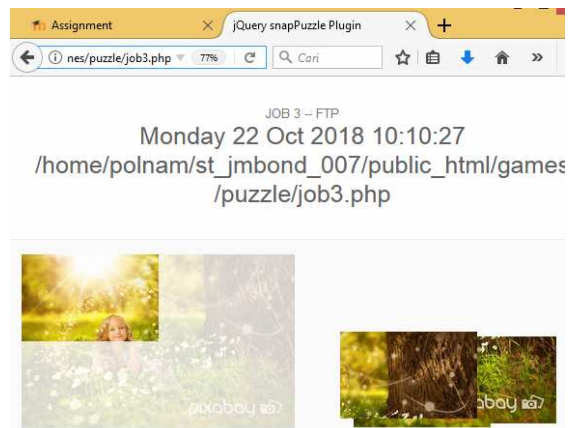 Assignment
jQuery snapPuzzle Plugin
nes/puzzle/job3.php
77%
Cari
JOB 3 -- FTP
Monday 22 Oct 2018 10:10:27
/home/polnam/st_jmbond_007/public_html/games
/puzzle/job3.php
pixabay
bay